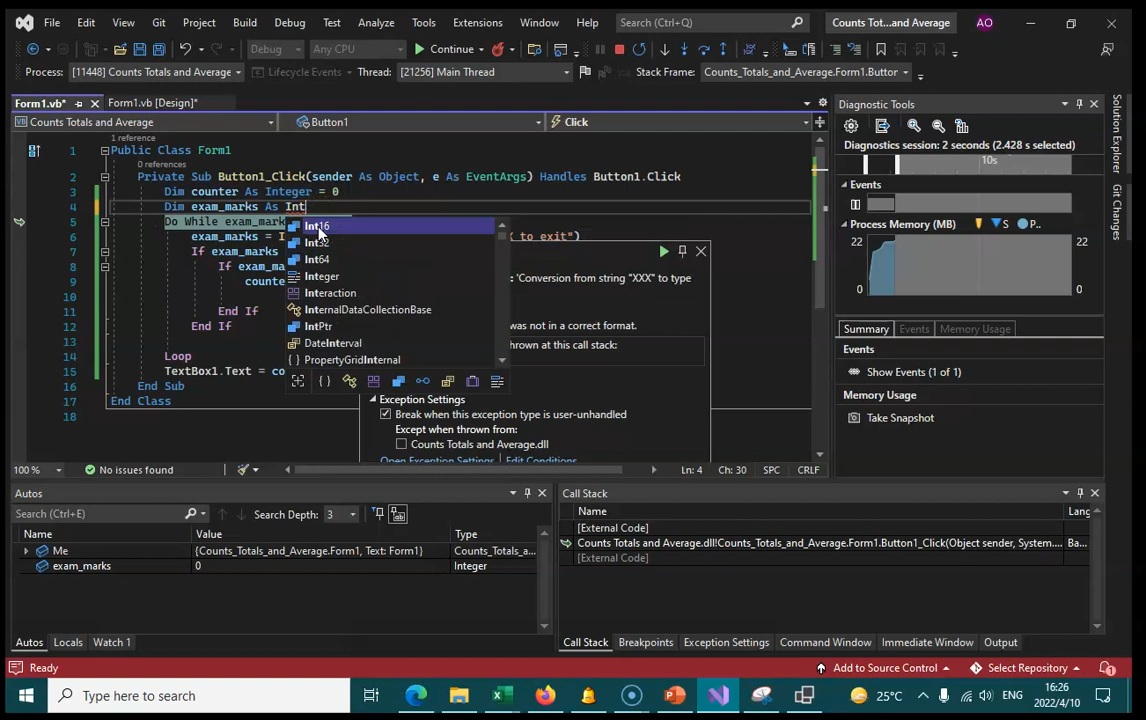 File Edit View Git Project Build Debug Test Analyze Tools Extensions Window Help Search (Ctrl+Q) Counts Tot...and Average AO
Debug Any CPU Continue
Process: [11448] Counts Totals and Average Lifecycle Events Thread: [21256] Main Thread Stack Frame: Counts_Totals_and_Average.Form1.Button
Form1.vb* Form1.vb [Design]*
Counts Totals and Average Button1 Click
1 reference
1 Public Class Form1
0 references
2 Private Sub Button1_Click(sender As Object, e As EventArgs) Handles Button1.Click
3 Dim counter As Integer = 0
4 Dim exam_marks As Int
5 Do While exam_mark
6 exam_marks = I to exit")
7 If exam_marks
8 If exam_ma
9 counte
10
11 End If
12 End If
13
14 Loop
15 TextBox1.Text = co
16 End Sub
17 End Class
18
Int16
Int32
Int64
Integer
Interaction
InternalDataCollectionBase
IntPtr
DateInterval
{ } PropertyGridInternal
: 'Conversion from string "XXX" to type
was not in a correct format.
hrown at this call stack:
Exception Settings
Break when this exception type is user-unhandled
Except when thrown from:
Counts Totals and Average.dll
Open Exception Settings Edit Conditions
100 % No issues found Ln: 4 Ch: 30 SPC CRLF
Diagnostic Tools
Diagnostics session: 2 seconds (2.428 s selected)
10s
Events
Process Memory (MB) S P..
22 22
0 0
Summary Events Memory Usage
Events
Show Events (1 of 1)
Memory Usage
Take Snapshot
Solution Explorer
Git Changes
Autos
Search (Ctrl+E) Search Depth: 3
Name Value Type
Me {Counts_Totals_and_Average.Form1, Text: Form1} Counts_Totals_a...
exam_marks 0 Integer
Autos Locals Watch 1
Call Stack
Name Lang
[External Code]
Counts Totals and Average.dll!Counts_Totals_and_Average.Form1.Button1_Click(Object sender, System.... Ba...
[External Code]
Call Stack Breakpoints Exception Settings Command Window Immediate Window Output
Ready Add to Source Control Select Repository 1
Type here to search 25°C ENG 16:26
2022/4/10